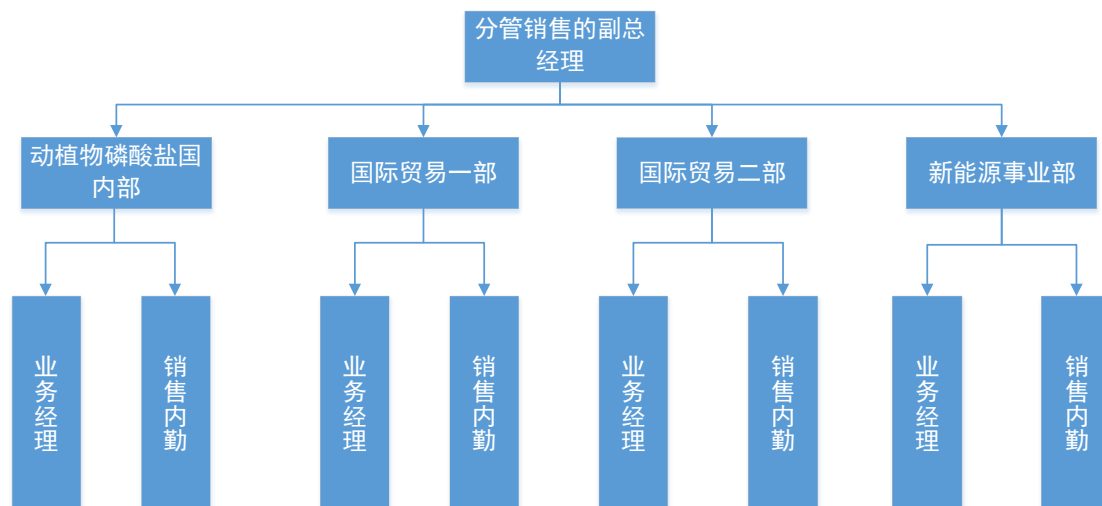 分管销售的副总
经理
动植物磷酸盐国
内部
国际贸易一部
国际贸易二部
新能源事业部
业务经理
销售内勤
业务经理
销售内勤
业务经理
销售内勤
业务经理
销售内勤